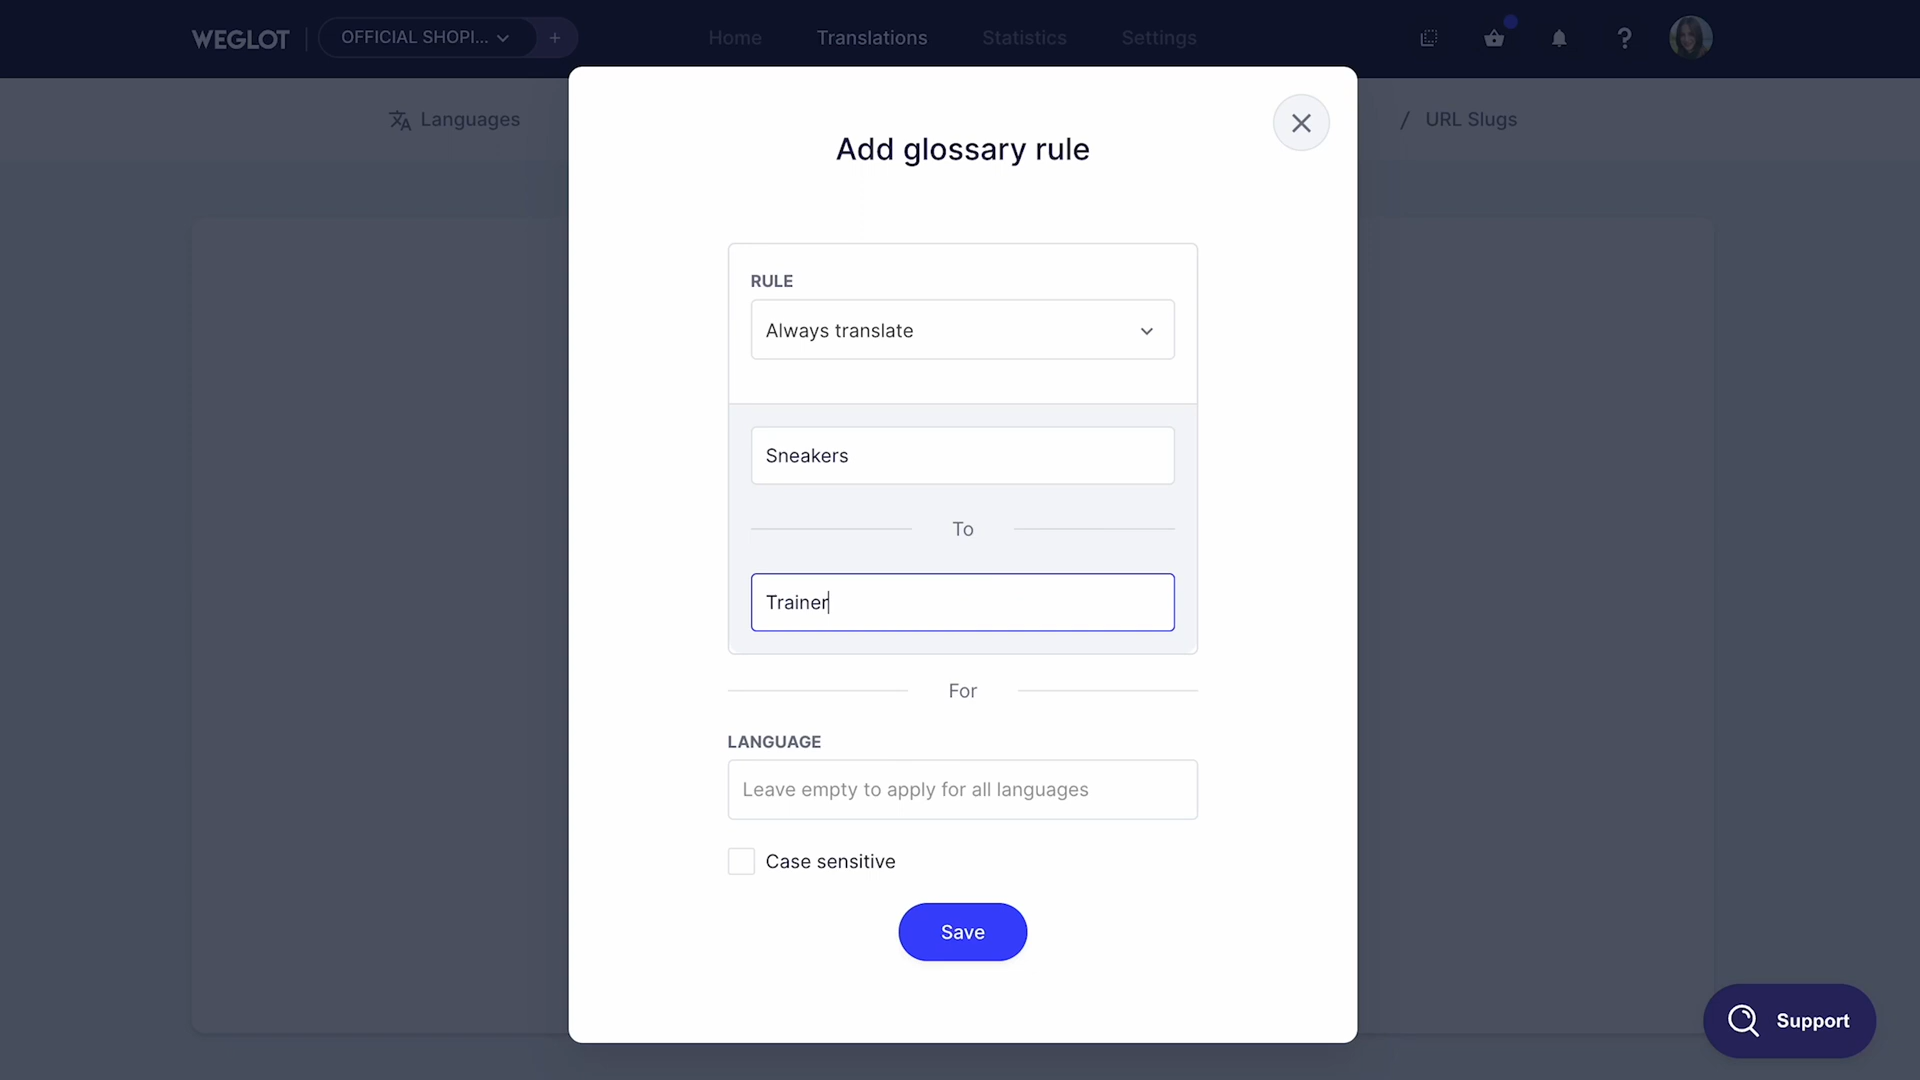 WEGLOT
OFFICIAL SHOPI...
+
Home
Translations
Statistics
Settings
?
Languages
/ URL Slugs
Add glossary rule
RULE
Always translate
Sneakers
To
Trainer
For
LANGUAGE
Leave empty to apply for all languages
Case sensitive
Save
Support